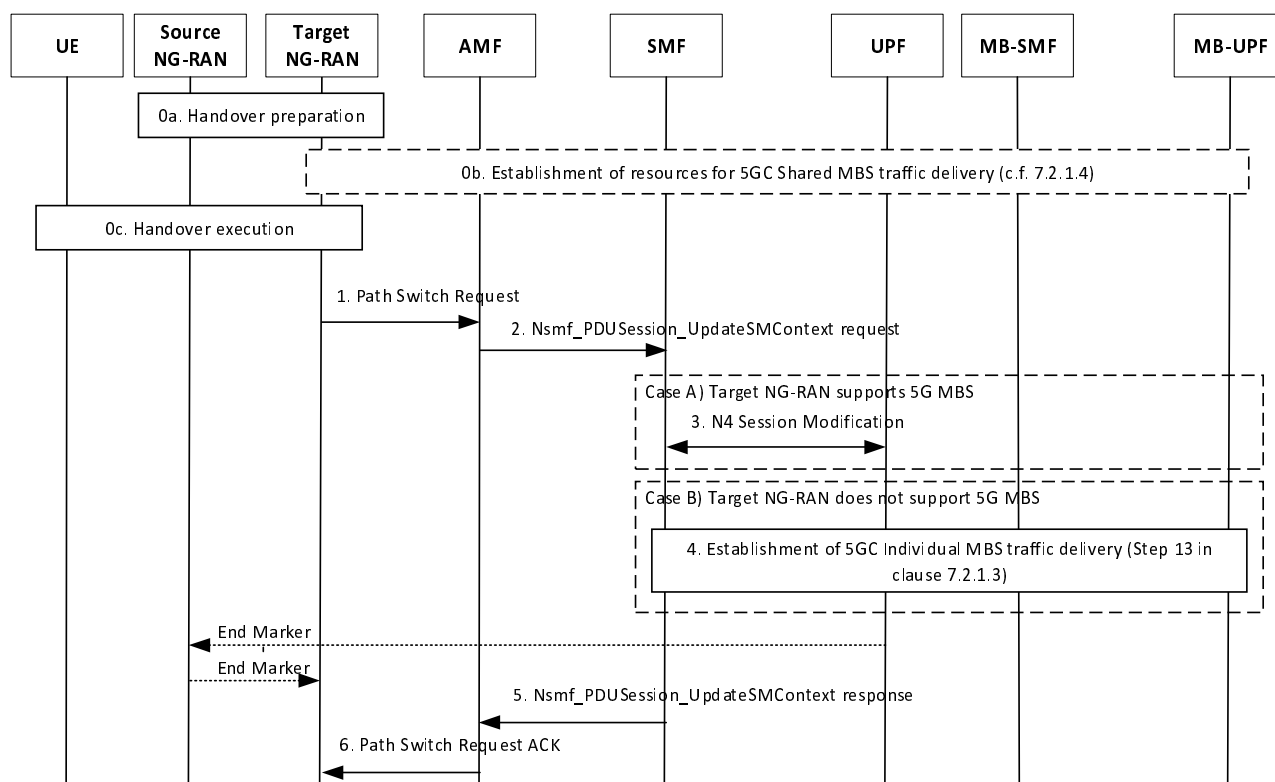 UE
Source
NG-RAN
Target
NG-RAN
AMF
SMF
UPF
MB-SMF
MB-UPF
0a. Handover preparation
0b. Establishment of resources for 5GC Shared MBS traffic delivery (c.f. 7.2.1.4)
0c. Handover execution
1. Path Switch Request
2. Nsmf_PDUSession_UpdateSMContext request
Case A) Target NG-RAN supports 5G MBS
3. N4 Session Modification
Case B) Target NG-RAN does not support 5G MBS
4. Establishment of 5GC Individual MBS traffic delivery (Step 13 in
clause 7.2.1.3)
End Marker
End Marker
5. Nsmf_PDUSession_UpdateSMContext response
6. Path Switch Request ACK